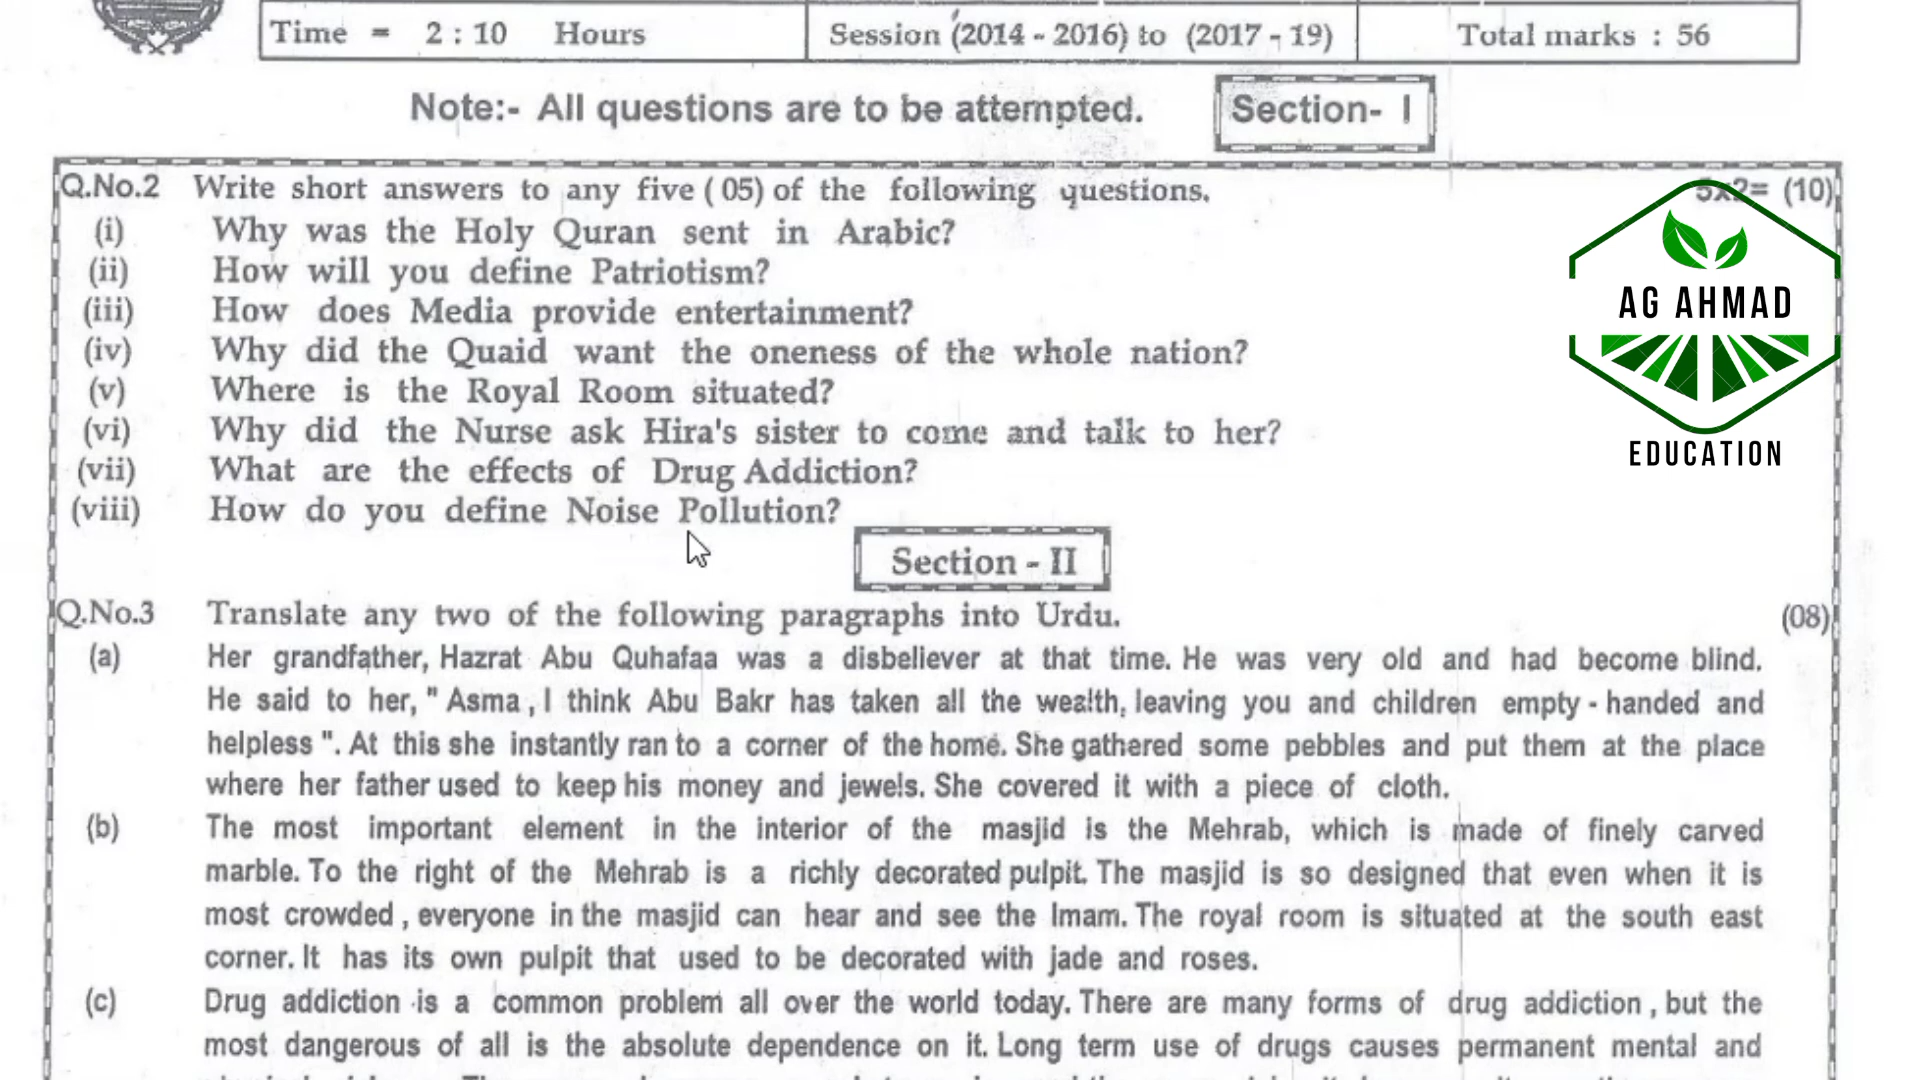 Time = 2 : 10 Hours
Session (2014 - 2016) to (2017 - 19)
Total marks : 56
Note:- All questions are to be attempted.
Section- I
Q.No.2 Write short answers to any five ( 05) of the following questions. 5x2= (10)
(i) Why was the Holy Quran sent in Arabic?
(ii) How will you define Patriotism?
(iii) How does Media provide entertainment?
(iv) Why did the Quaid want the oneness of the whole nation?
(v) Where is the Royal Room situated?
(vi) Why did the Nurse ask Hira's sister to come and talk to her?
(vii) What are the effects of Drug Addiction?
(viii) How do you define Noise Pollution?
AG AHMAD
EDUCATION
Section - II
Q.No.3 Translate any two of the following paragraphs into Urdu. (08)
(a) Her grandfather, Hazrat Abu Quhafaa was a disbeliever at that time. He was very old and had become blind.
He said to her, " Asma , I think Abu Bakr has taken all the wealth, leaving you and children empty - handed and
helpless ". At this she instantly ran to a corner of the home. She gathered some pebbles and put them at the place
where her father used to keep his money and jewels. She covered it with a piece of cloth.
(b) The most important element in the interior of the masjid is the Mehrab, which is made of finely carved
marble. To the right of the Mehrab is a richly decorated pulpit. The masjid is so designed that even when it is
most crowded , everyone in the masjid can hear and see the Imam. The royal room is situated at the south east
corner. It has its own pulpit that used to be decorated with jade and roses.
(c) Drug addiction is a common problem all over the world today. There are many forms of drug addiction , but the
most dangerous of all is the absolute dependence on it. Long term use of drugs causes permanent mental and